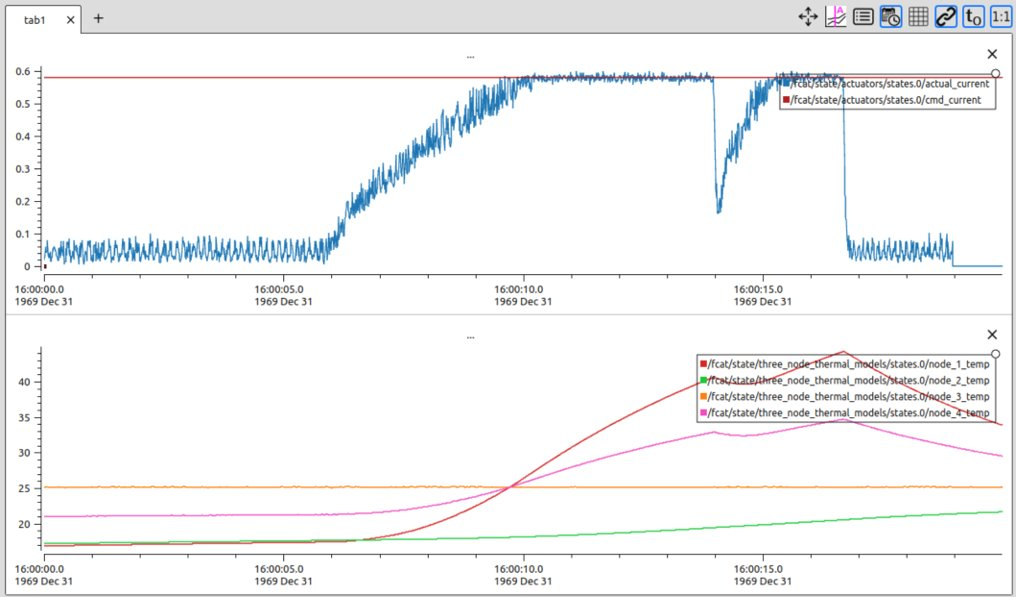 tab1 × +
A
t₀ 1:1
...
0.6
0.5
0.4
0.3
0.2
0.1
0
/fcat/state/actuators/states.0/actual_current
/fcat/state/actuators/states.0/cmd_current
16:00:00.0 16:00:05.0 16:00:10.0 16:00:15.0
1969 Dec 31 1969 Dec 31 1969 Dec 31 1969 Dec 31
...
40
35
30
25
20
/fcat/state/three_node_thermal_models/states.0/node_1_temp
/fcat/state/three_node_thermal_models/states.0/node_2_temp
/fcat/state/three_node_thermal_models/states.0/node_3_temp
/fcat/state/three_node_thermal_models/states.0/node_4_temp
16:00:00.0 16:00:05.0 16:00:10.0 16:00:15.0
1969 Dec 31 1969 Dec 31 1969 Dec 31 1969 Dec 31